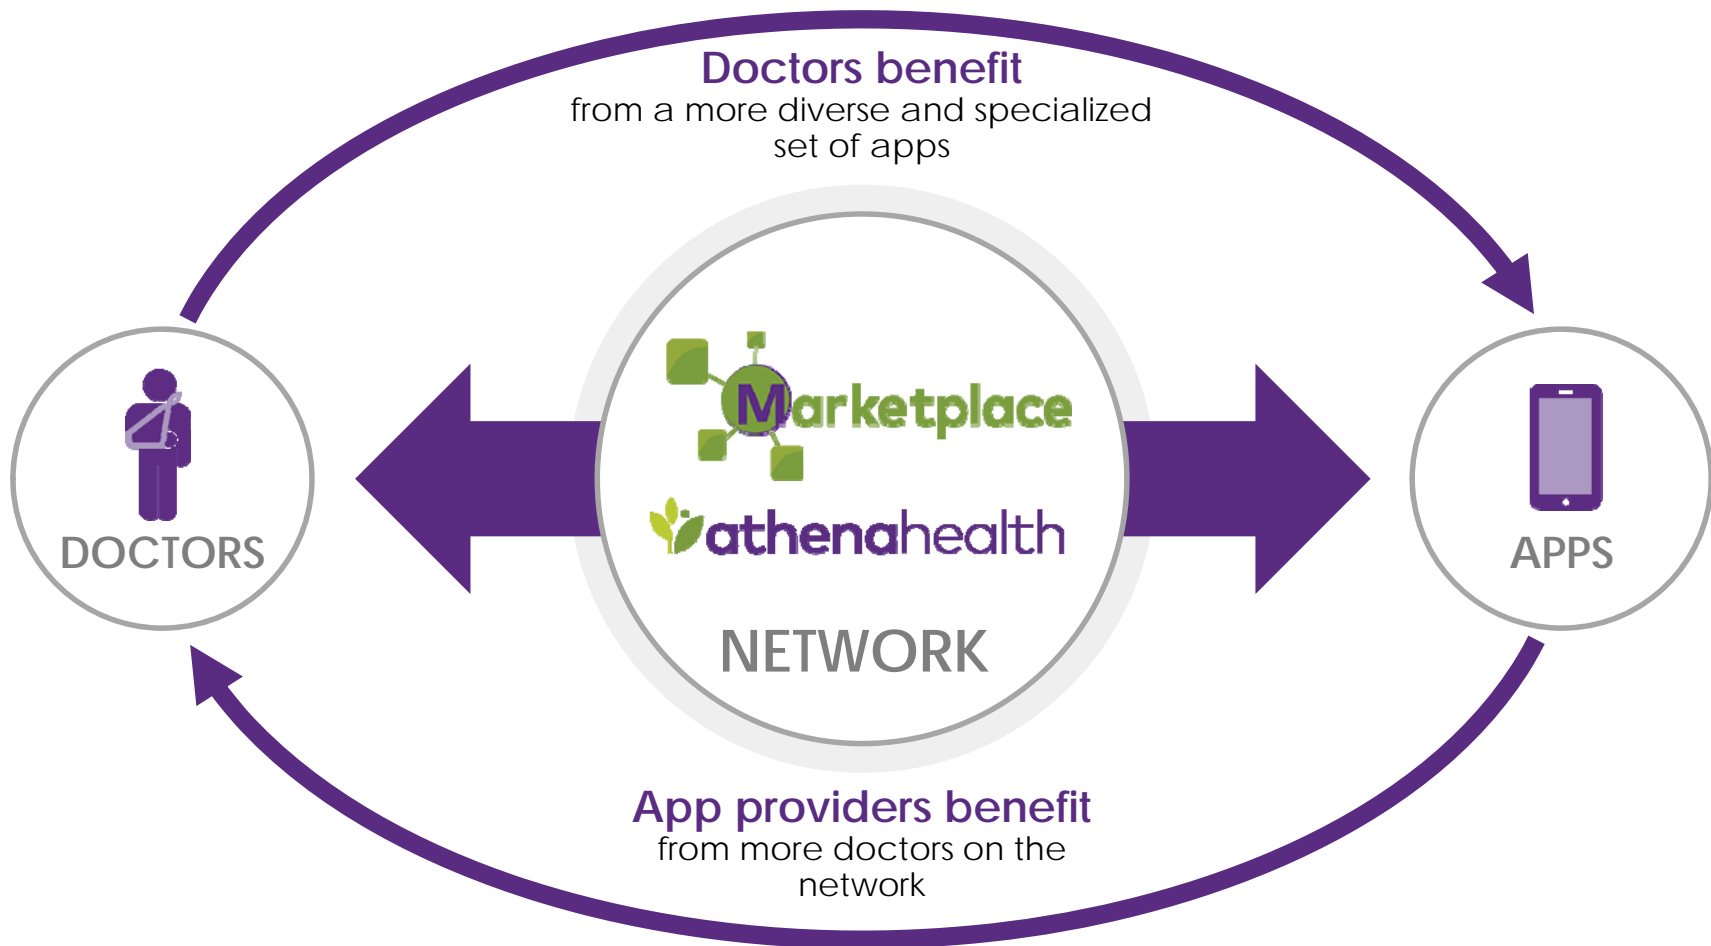 Doctors benefit
from a more diverse and specialized
set of apps
Marketplace
athenahealth
NETWORK
DOCTORS
APPS
App providers benefit
from more doctors on the
network